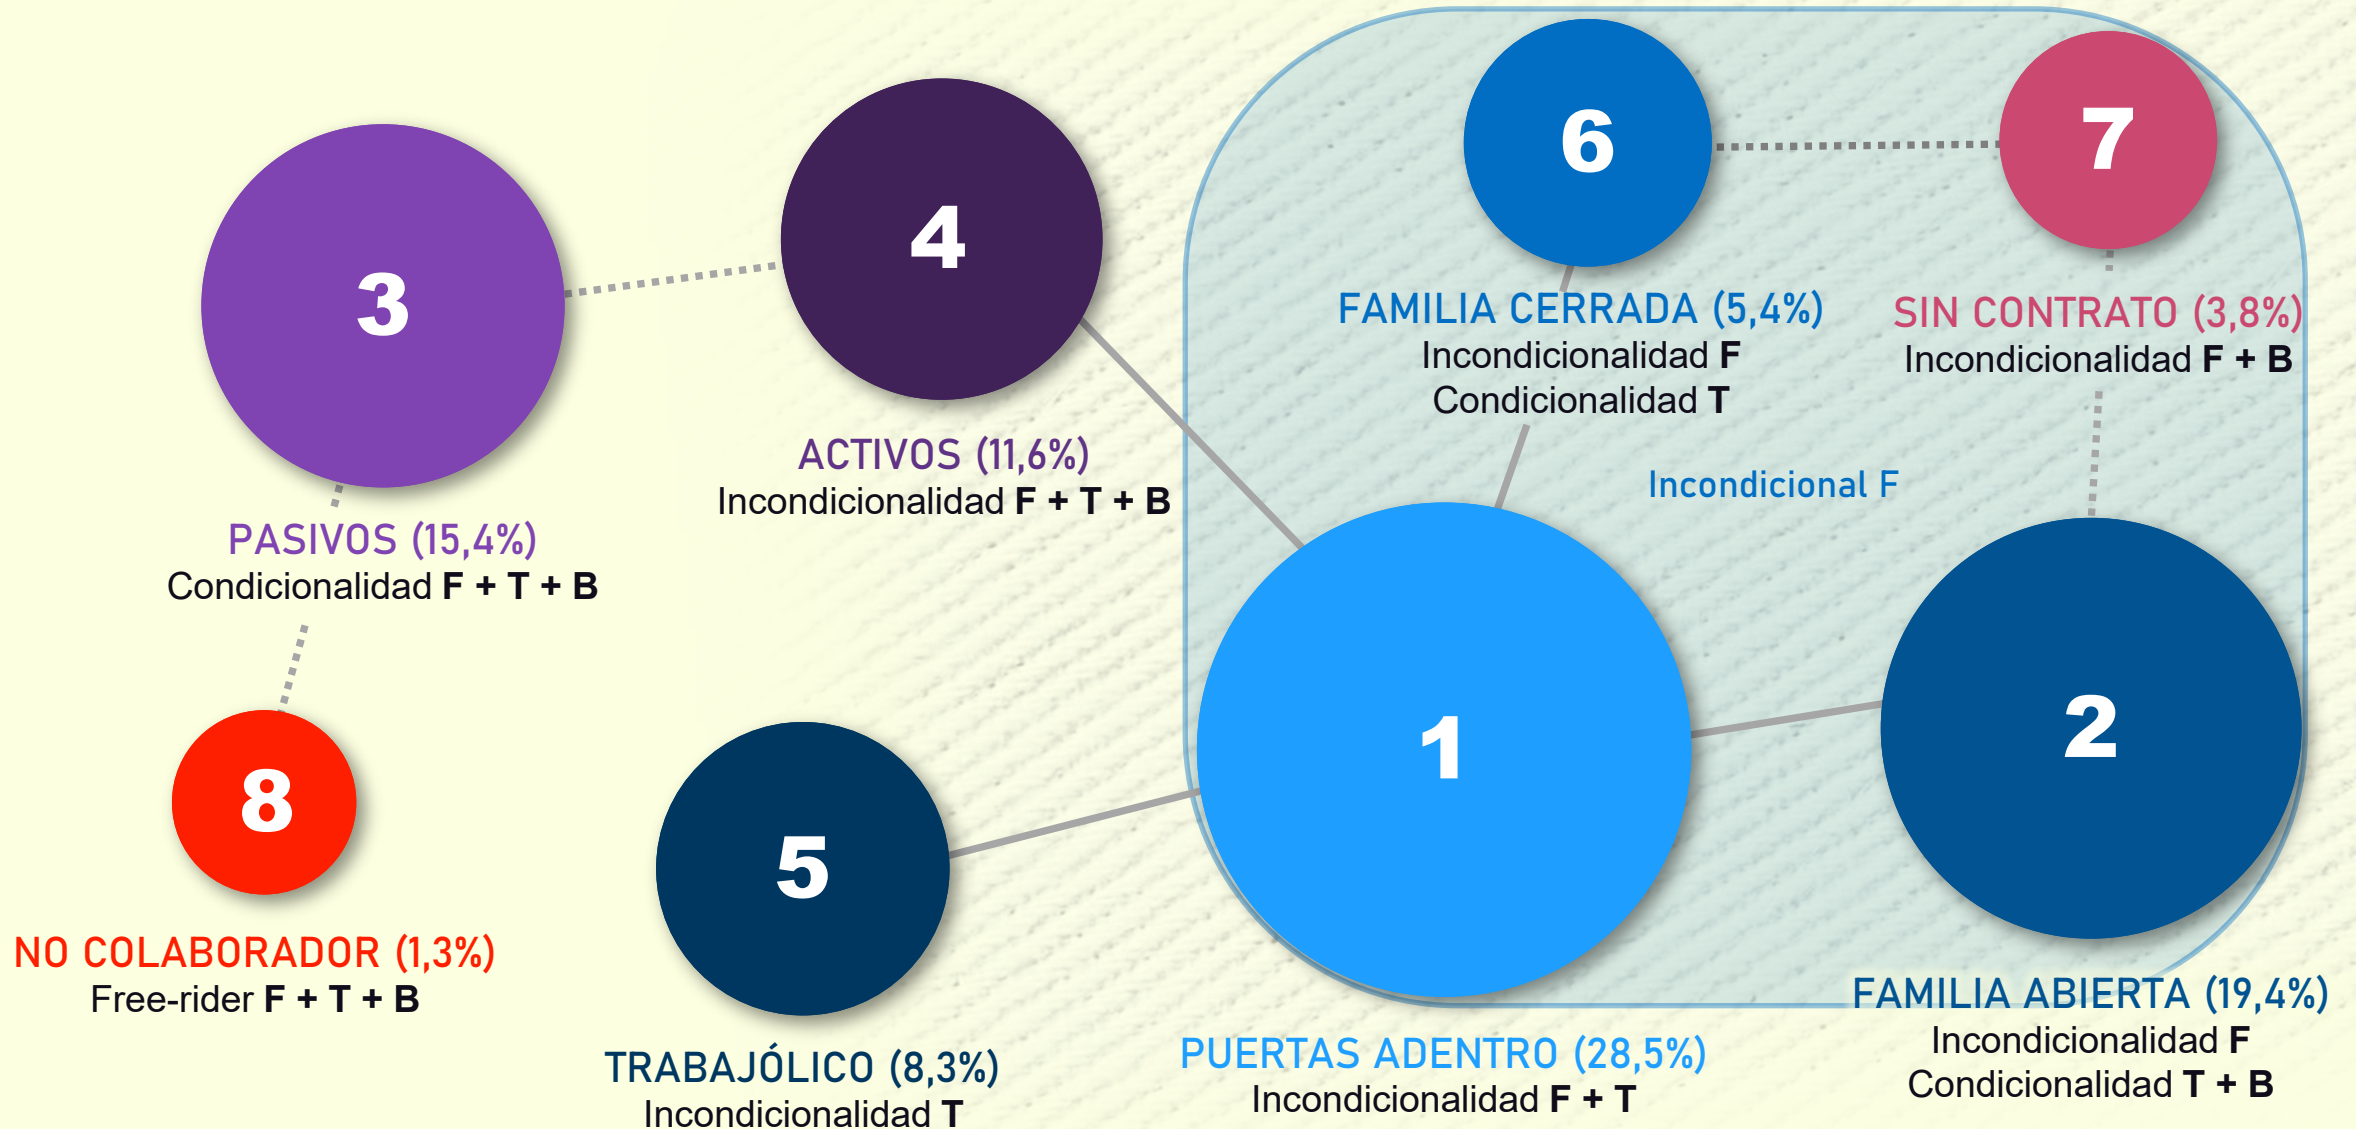 3
PASIVOS (15,4%)
Condicionalidad F + T + B
4
ACTIVOS (11,6%)
Incondicionalidad F + T + B
6
FAMILIA CERRADA (5,4%)
Incondicionalidad F
Condicionalidad T
7
SIN CONTRATO (3,8%)
Incondicionalidad F + B
Incondicional F
8
NO COLABORADOR (1,3%)
Free-rider F + T + B
5
TRABAJÓLICO (8,3%)
Incondicionalidad T
1
PUERTAS ADENTRO (28,5%)
Incondicionalidad F + T
2
FAMILIA ABIERTA (19,4%)
Incondicionalidad F
Condicionalidad T + B